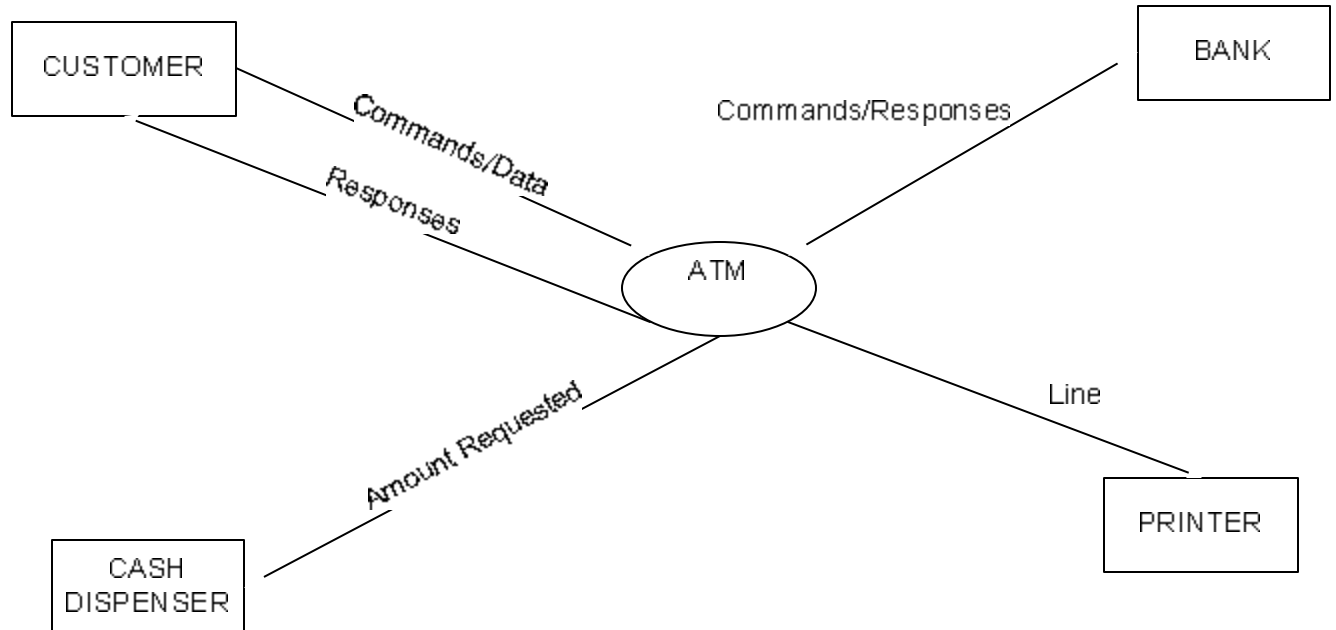 CUSTOMER
BANK
Commands/Data
Commands/Responses
Responses
ATM
Amount Requested
Line
PRINTER
CASH
DISPENSER